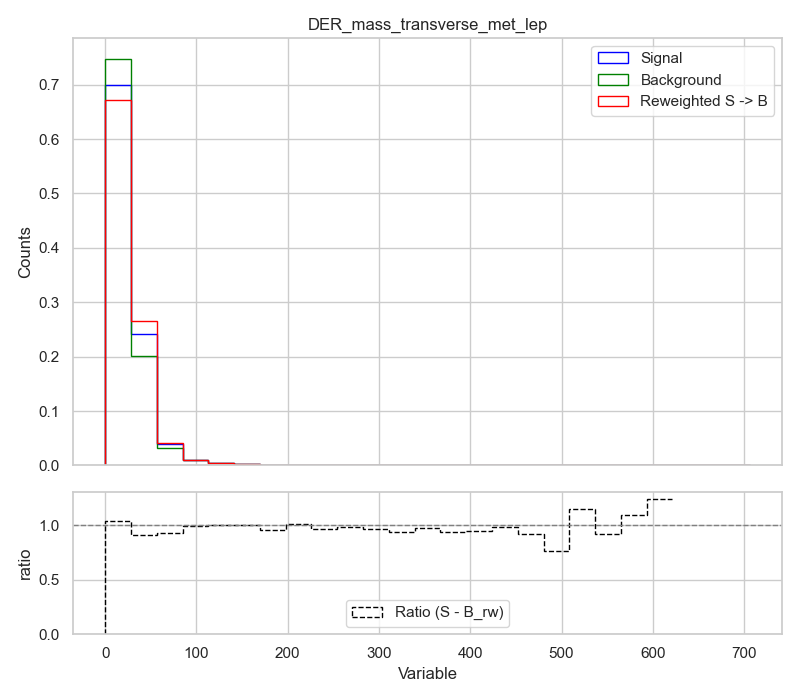 DER_mass_transverse_met_lep
Signal
Background
Reweighted S -> B
0.7
0.6
0.5
0.4
0.3
0.2
0.1
0.0
Counts
1.0
0.5
0.0
ratio
Ratio (S - B_rw)
0 100 200 300 400 500 600 700
Variable